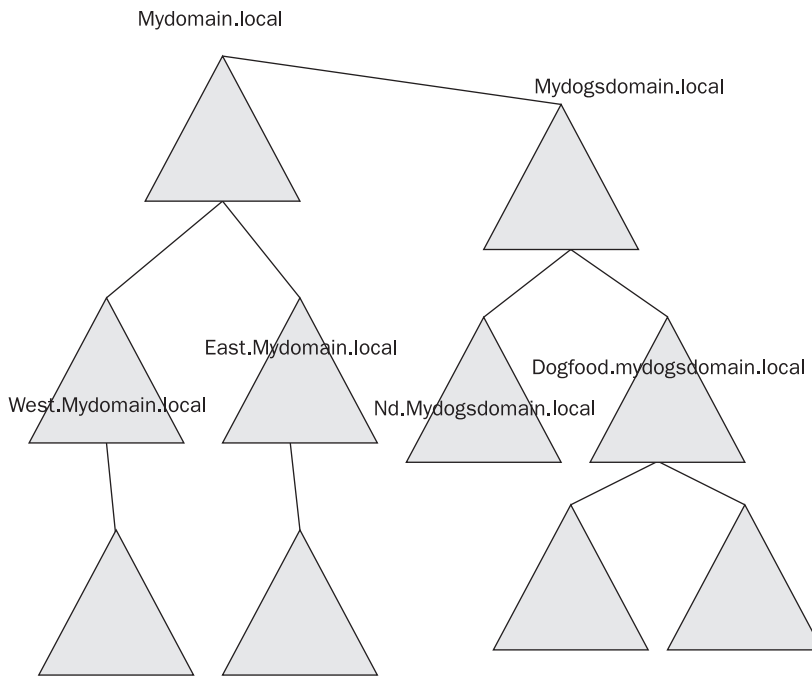 Mydomain.local
Mydogsdomain.local
East.Mydomain.local
Dogfood.mydogsdomain.local
West.Mydomain.local
Nd.Mydogsdomain.local